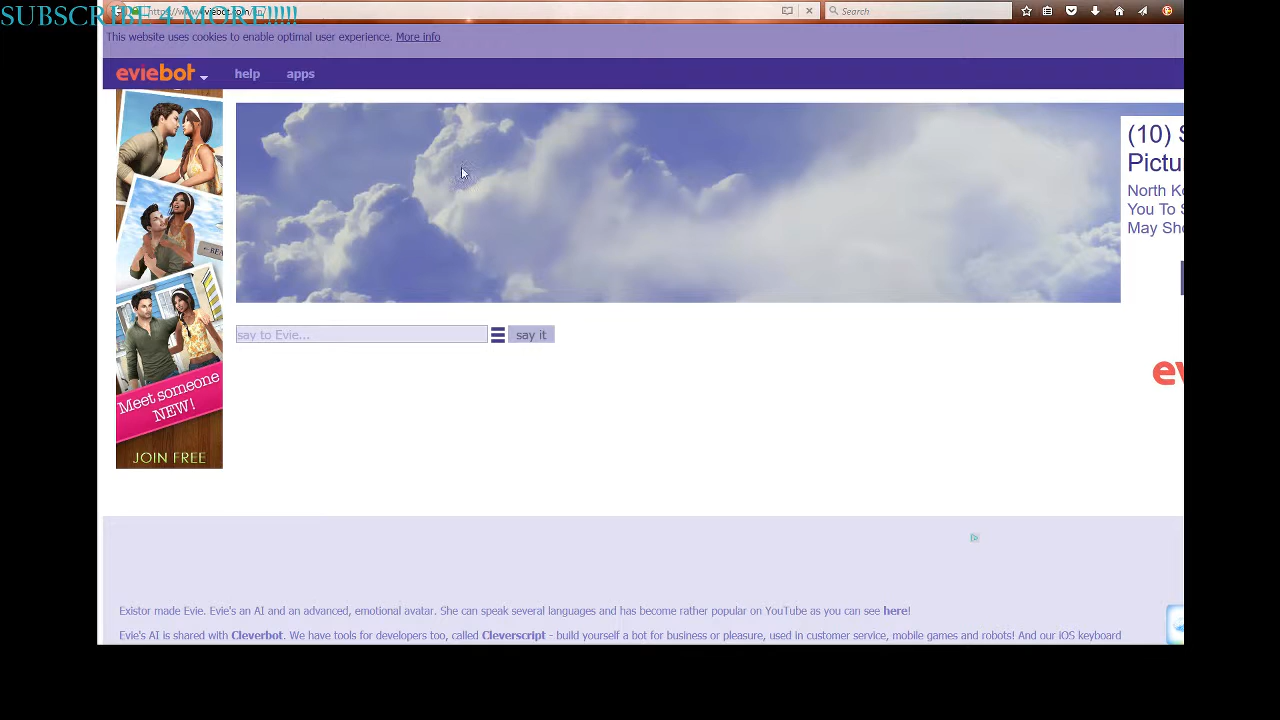 SUBSCRIBE 4 MORE!!!!!
Search
This website uses cookies to enable optimal user experience. More info
eviebot
help
apps
(10) S
Pictu
North Ko
You To S
May Sho
say to Evie...
say it
Meet someone
NEW!
JOIN FREE
Existor made Evie. Evie's an AI and an advanced, emotional avatar. She can speak several languages and has become rather popular on YouTube as you can see here!
Evie's AI is shared with Cleverbot. We have tools for developers too, called Cleverscript - build yourself a bot for business or pleasure, used in customer service, mobile games and robots! And our iOS keyboard